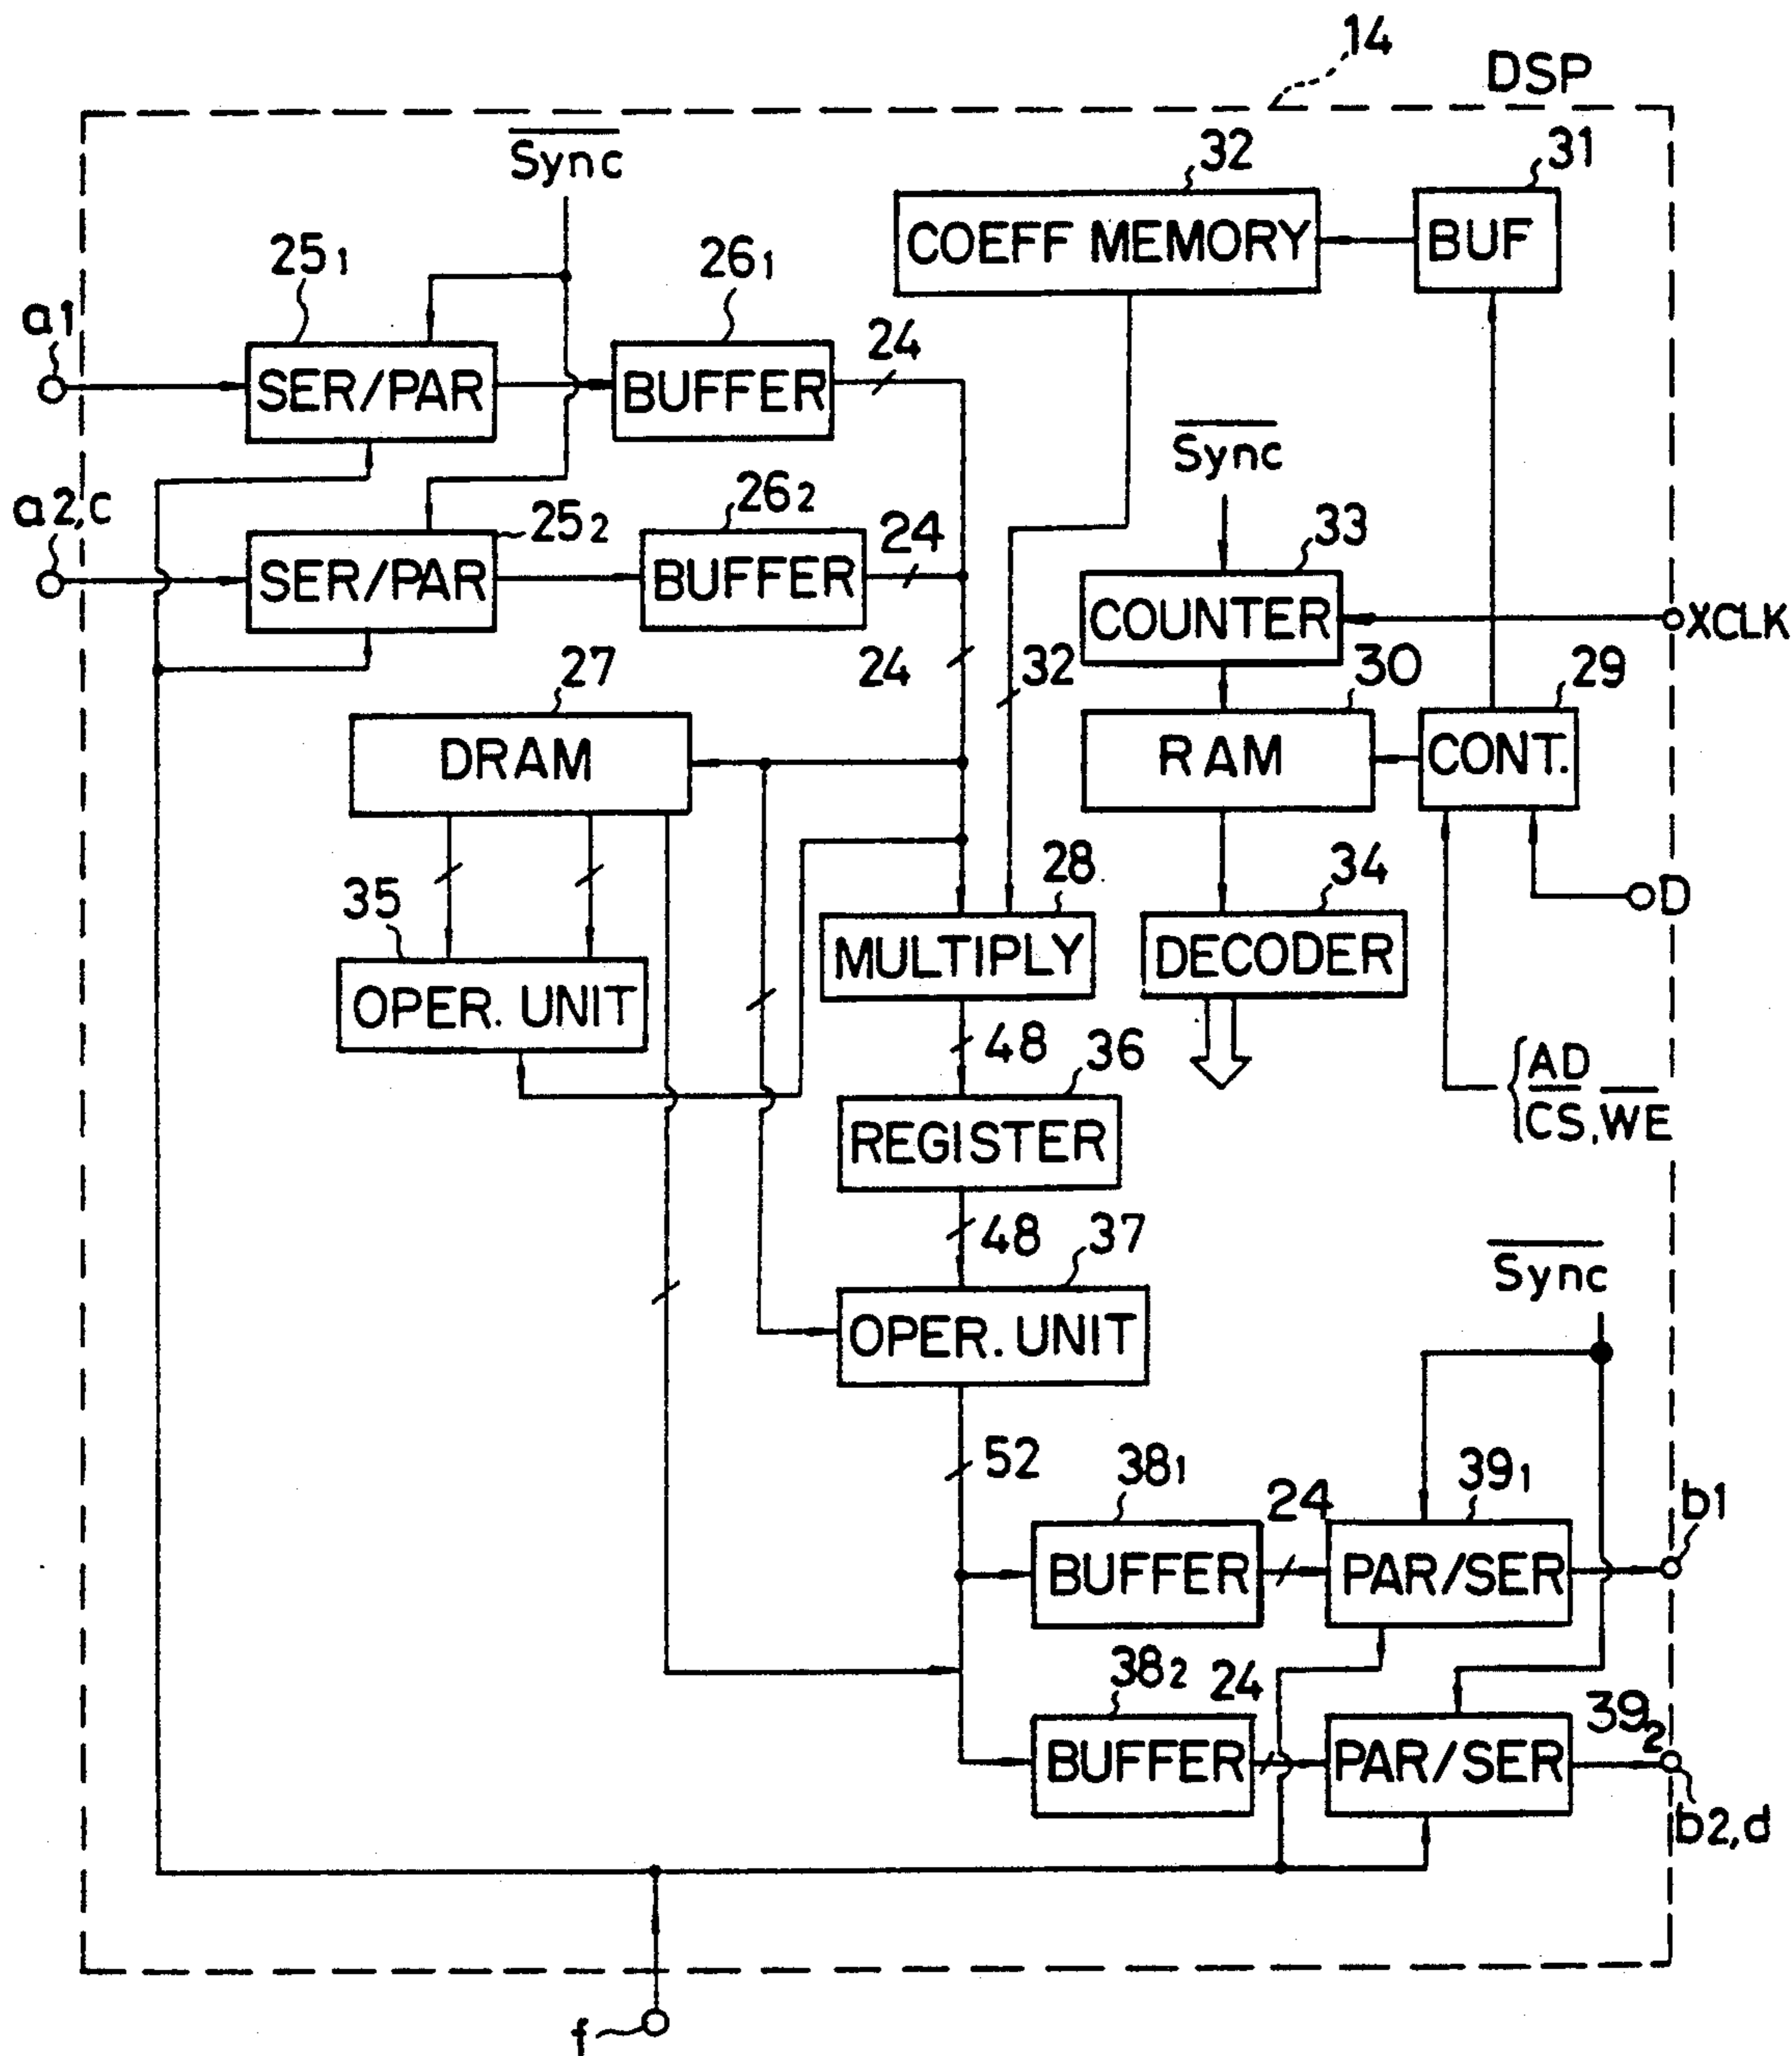 14
DSP
Sync
32
31
COEFF MEMORY
BUF
25₁
26₁
a1
24
SER/PAR
BUFFER
Sync
a2,c
25₂
26₂
24
33
SER/PAR
BUFFER
COUNTER
XCLK
27
24
32
30
29
DRAM
RAM
CONT.
35
28
34
D
MULTIPLY
DECODER
OPER. UNIT
48
36
AD
CS, WE
REGISTER
48
37
Sync
OPER. UNIT
52
38₁
24
39₁
b1
BUFFER
PAR/SER
38₂
24
39₂
BUFFER
PAR/SER
b2,d
f